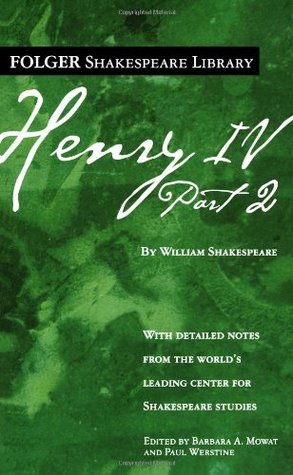 FOLGER SHAKESPEARE LIBRARY
Henry IV
Part 2
BY WILLIAM SHAKESPEARE
WITH DETAILED NOTES
FROM THE WORLD'S
LEADING CENTER FOR
SHAKESPEARE STUDIES
EDITED BY BARBARA A. MOWAT
AND PAUL WERSTINE